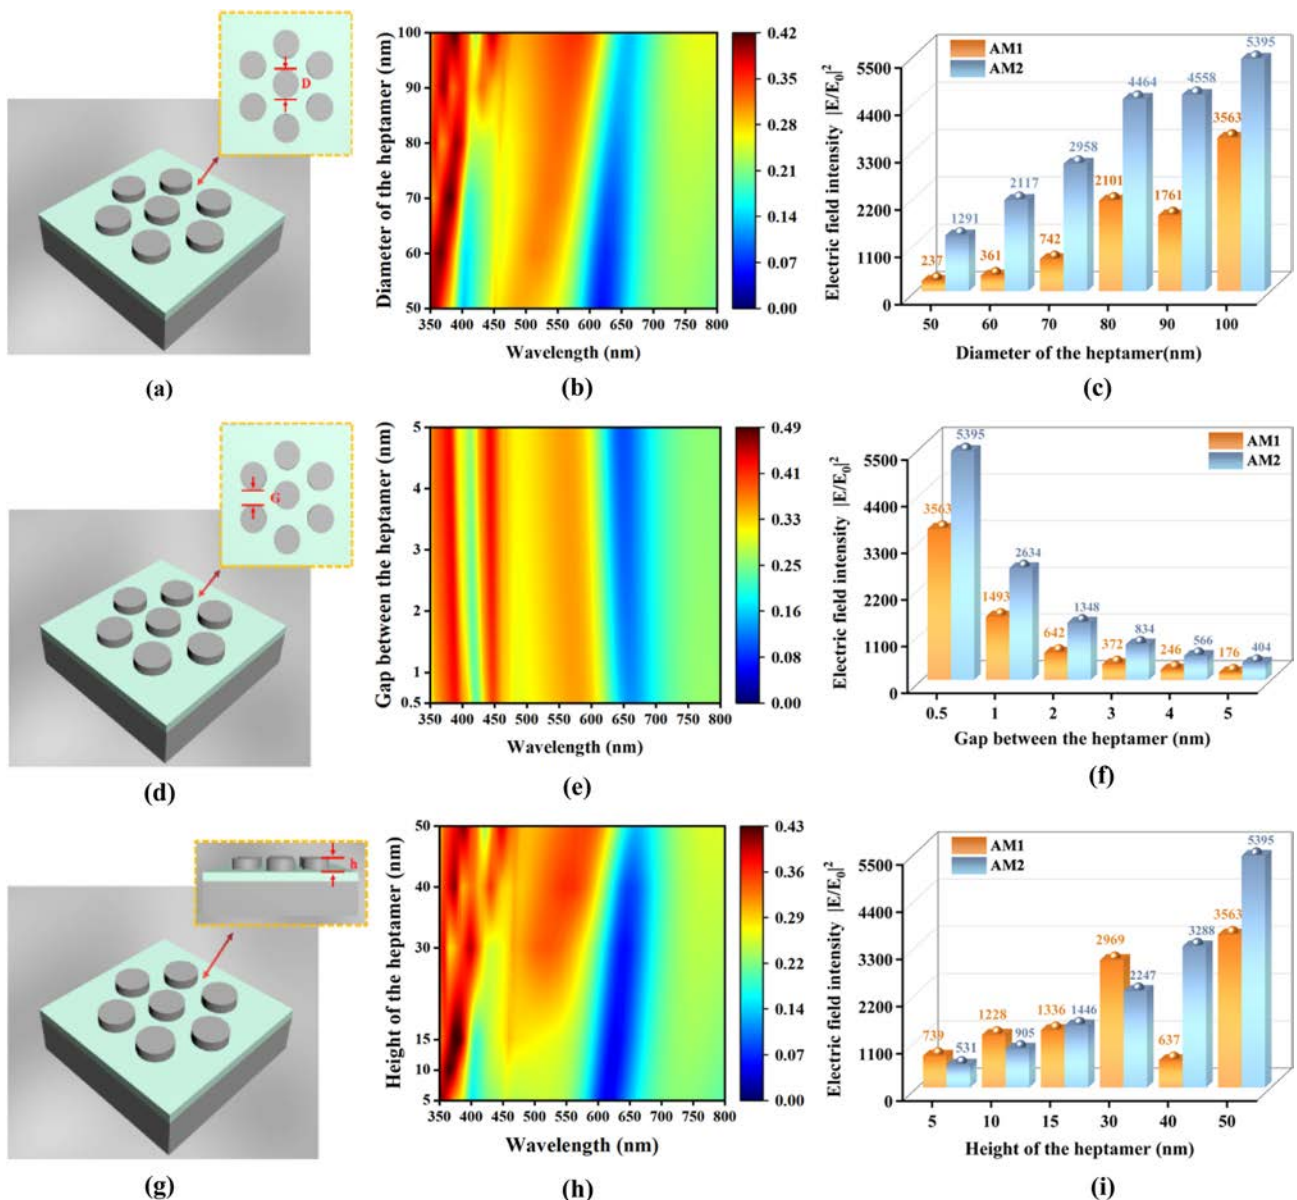 D
(a)
Diameter of the heptamer (nm)
100
90
80
70
60
50
350 400 450 500 550 600 650 700 750 800
Wavelength (nm)
0.42
0.35
0.28
0.21
0.14
0.07
0.00
(b)
AM1
AM2
Electric field intensity |E/E0|²
5500
4400
3300
2200
1100
0
237 1291
361 2117
742 2958
2101 4464
1761 4558
3563 5395
50 60 70 80 90 100
Diameter of the heptamer(nm)
(c)
G
(d)
Gap between the heptamer (nm)
5
4
3
2
1
0.5
350 400 450 500 550 600 650 700 750 800
Wavelength (nm)
0.49
0.41
0.33
0.24
0.16
0.08
0.00
(e)
AM1
AM2
Electric field intensity |E/E0|²
5500
4400
3300
2200
1100
0
3563 5395
1493 2634
642 1348
372 834
246 566
176 404
0.5 1 2 3 4 5
Gap between the heptamer (nm)
(f)
h
(g)
Height of the heptamer (nm)
50
40
30
15
10
5
350 400 450 500 550 600 650 700 750 800
Wavelength (nm)
0.43
0.36
0.29
0.22
0.14
0.07
0.00
(h)
AM1
AM2
Electric field intensity |E/E0|²
5500
4400
3300
2200
1100
0
739 531
1228 905
1336 1446
2969 2247
637 3288
3563 5395
5 10 15 30 40 50
Height of the heptamer (nm)
(i)